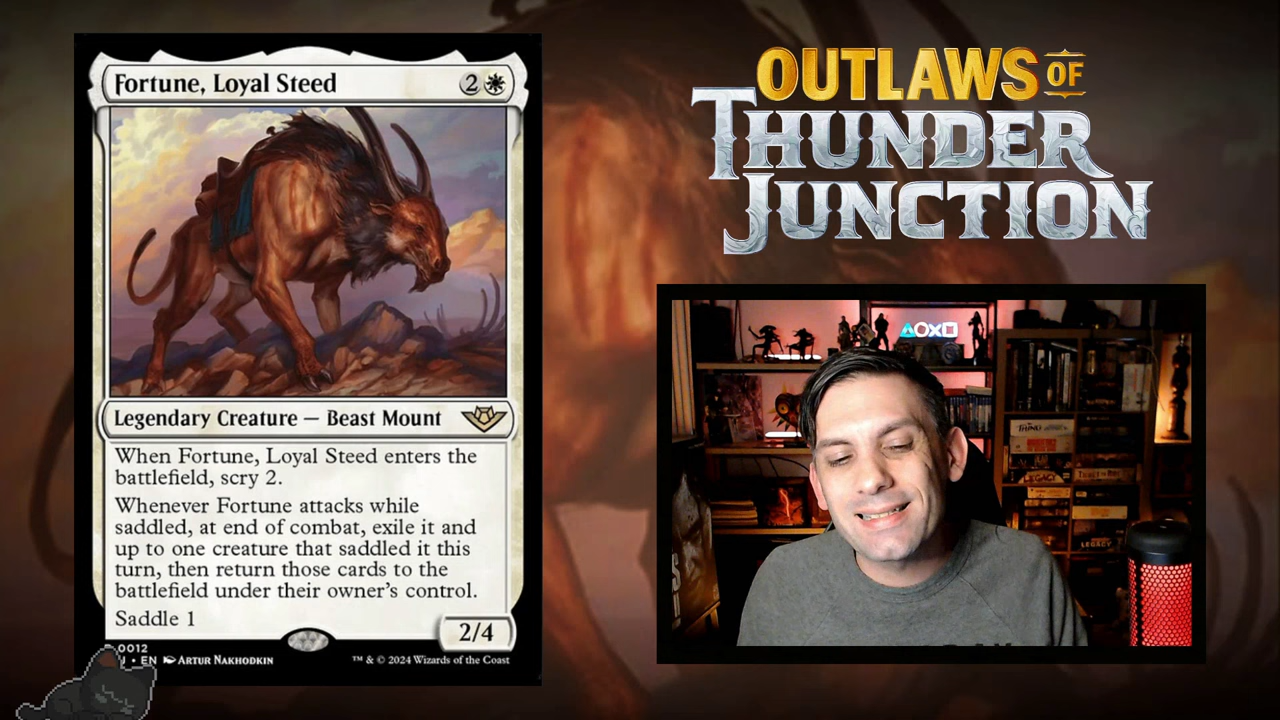 Fortune, Loyal Steed
2
Legendary Creature — Beast Mount
When Fortune, Loyal Steed enters the
battlefield, scry 2.
Whenever Fortune attacks while
saddled, at end of combat, exile it and
up to one creature that saddled it this
turn, then return those cards to the
battlefield under their owner's control.
Saddle 1
2/4
0012
• EN ARTUR NAKHODKIN
™ & © 2024 Wizards of the Coast
OUTLAWS OF
THUNDER
JUNCTION
THING
LEGACY
LEGACY